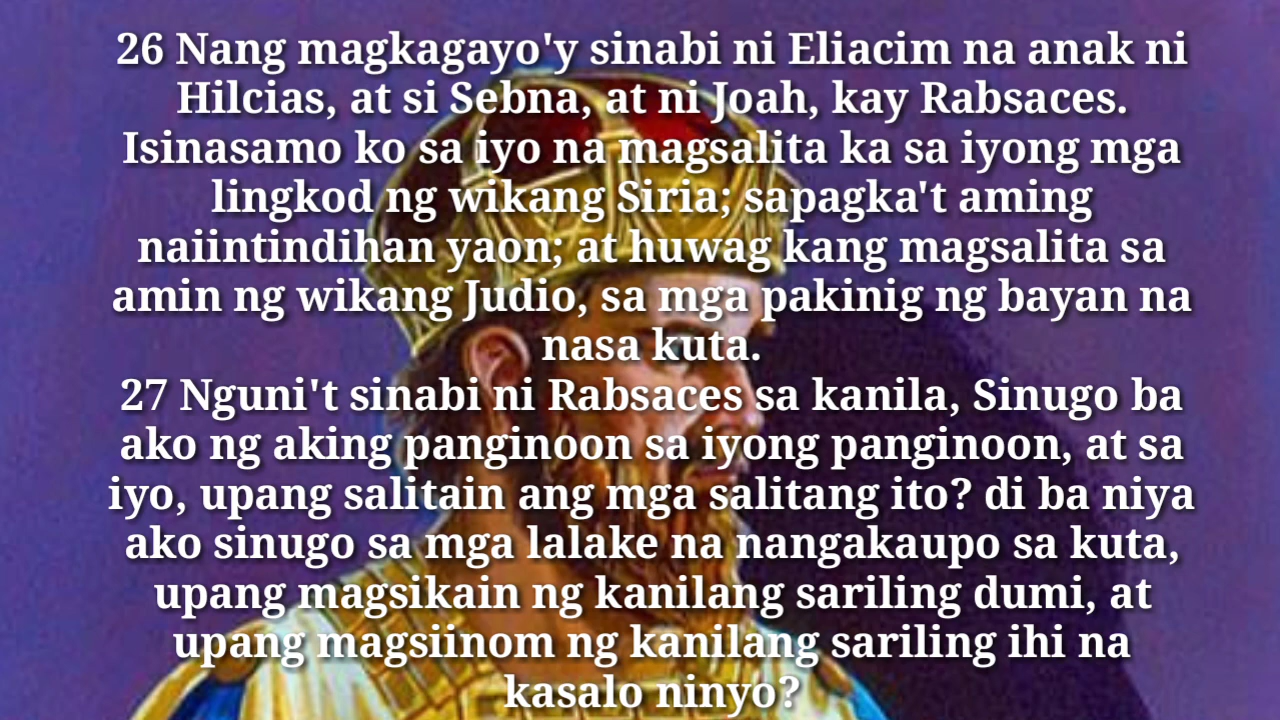 26 Nang magkagayo'y sinabi ni Eliacim na anak ni
Hilcias, at si Sebna, at ni Joah, kay Rabsaces.
Isinasamo ko sa iyo na magsalita ka sa iyong mga
lingkod ng wikang Siria; sapagka't aming
naiintindihan yaon; at huwag kang magsalita sa
amin ng wikang Judio, sa mga pakinig ng bayan na
nasa kuta.
27 Nguni't sinabi ni Rabsaces sa kanila, Sinugo ba
ako ng aking panginoon sa iyong panginoon, at sa
iyo, upang salitain ang mga salitang ito? di ba niya
ako sinugo sa mga lalake na nangakaupo sa kuta,
upang magsikain ng kanilang sariling dumi, at
upang magsiinom ng kanilang sariling ihi na
kasalo ninyo?